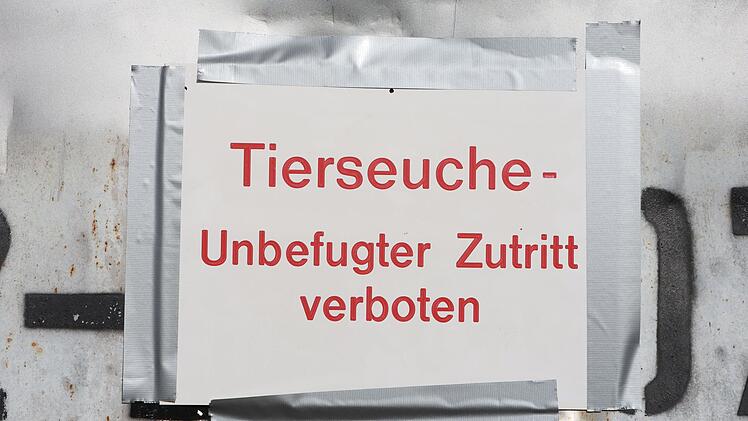 Tierseuche-
Unbefugter Zutritt
verboten